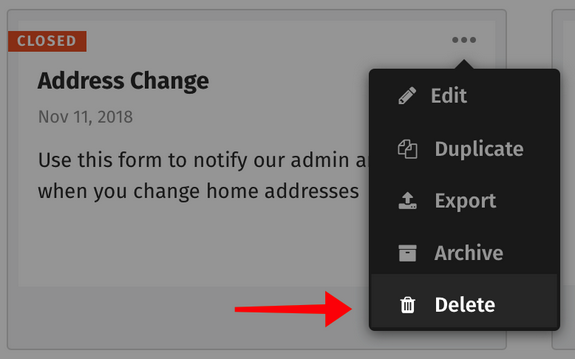 CLOSED
Address Change
Nov 11, 2018
Use this form to notify our admin
when you change home addresses
Edit
Duplicate
Export
Archive
Delete